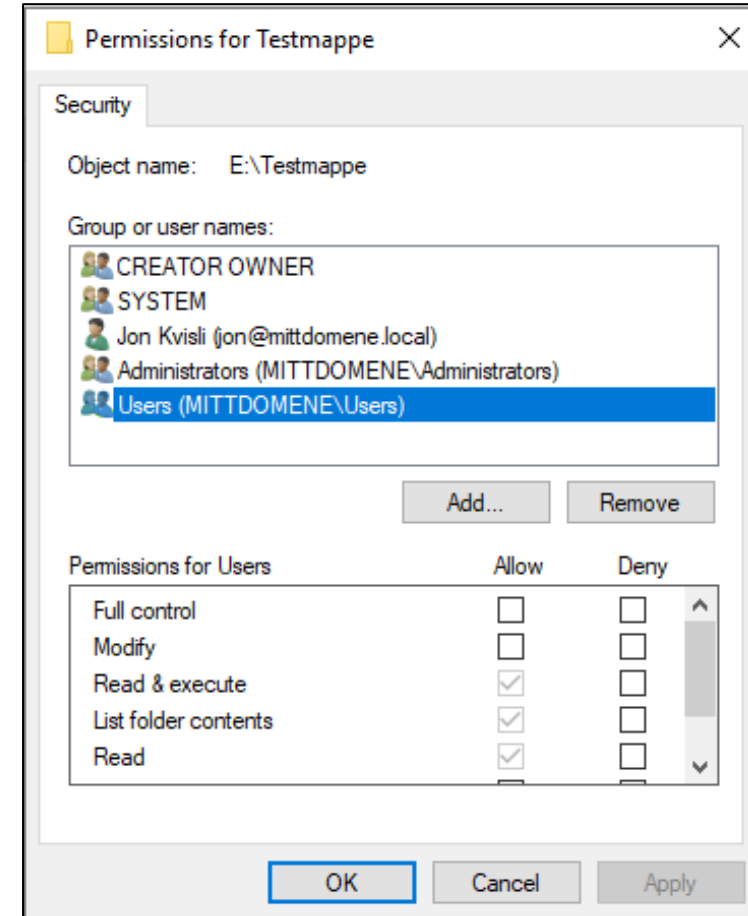 Permissions for Testmappe
Security
Object name: E:\Testmappe
Group or user names:
CREATOR OWNER
SYSTEM
Jon Kvisli (jon@mittdomene.local)
Administrators (MITTDOMENE\Administrators)
Users (MITTDOMENE\Users)
Add... Remove
Permissions for Users Allow Deny
Full control
Modify
Read & execute
List folder contents
Read
OK Cancel Apply